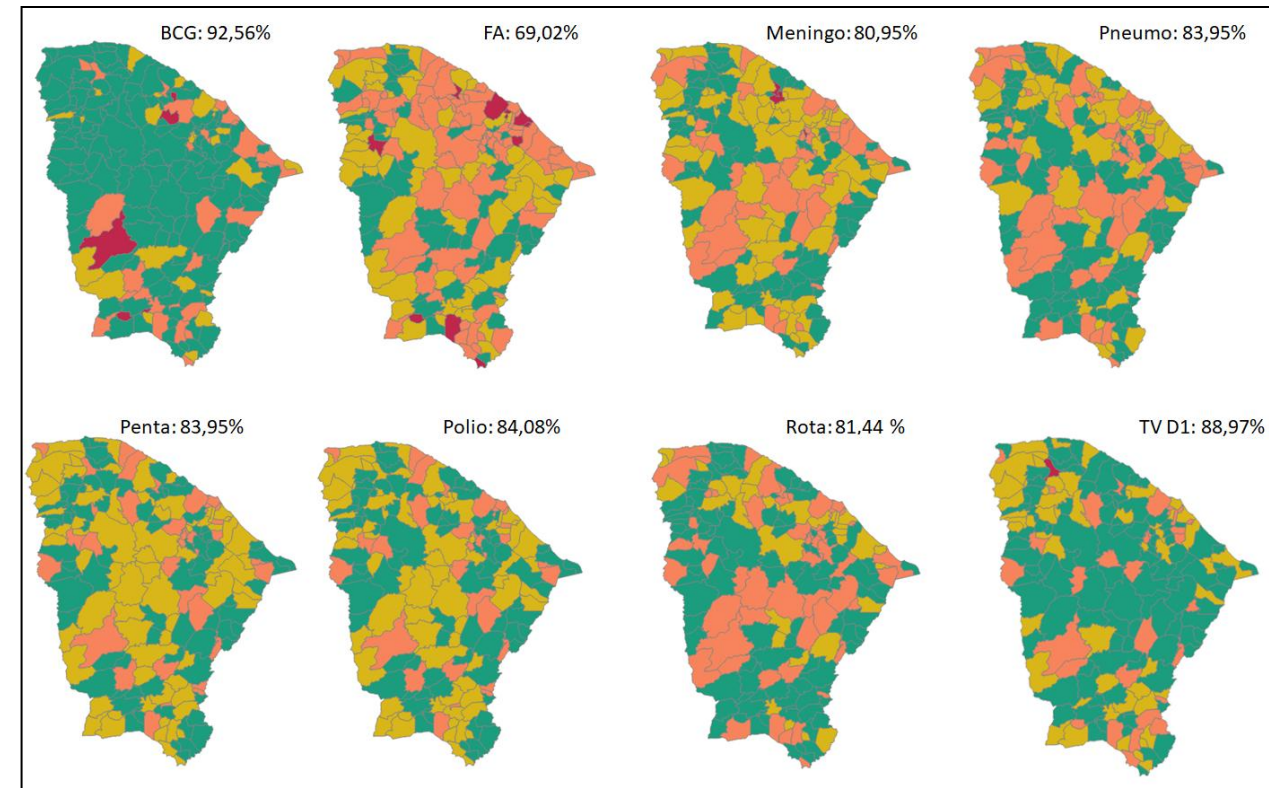 BCG: 92,56%
FA: 69,02%
Meningo: 80,95%
Pneumo: 83,95%
Penta: 83,95%
Polio: 84,08%
Rota: 81,44 %
TV D1: 88,97%